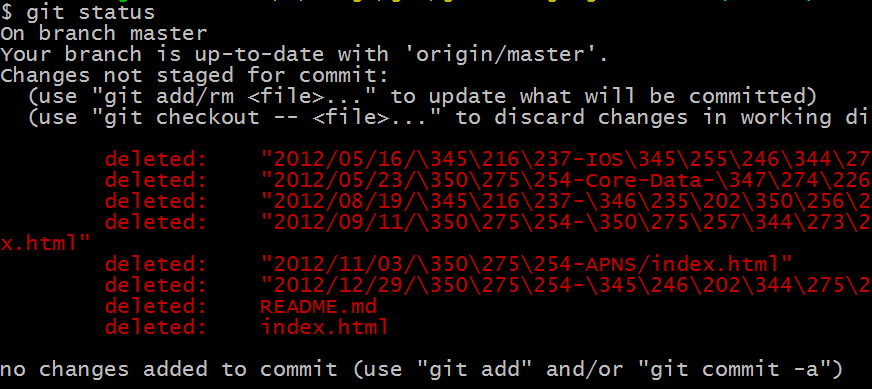 $ git status
On branch master
Your branch is up-to-date with 'origin/master'.
Changes not staged for commit:
  (use "git add/rm <file>..." to update what will be committed)
  (use "git checkout -- <file>..." to discard changes in working di
        deleted:    "2012/05/16/\345\216\237-IOS\345\255\246\344\27
        deleted:    "2012/05/23/\350\275\254-Core-Data-\347\274\226
        deleted:    "2012/08/19/\345\216\237-\346\235\202\350\256\2
        deleted:    "2012/09/11/\350\275\254-\350\275\257\344\273\2
x.html"
        deleted:    "2012/11/03/\350\275\254-APNS/index.html"
        deleted:    "2012/12/29/\350\275\254-\345\246\202\344\275\2
        deleted:    README.md
        deleted:    index.html
no changes added to commit (use "git add" and/or "git commit -a")